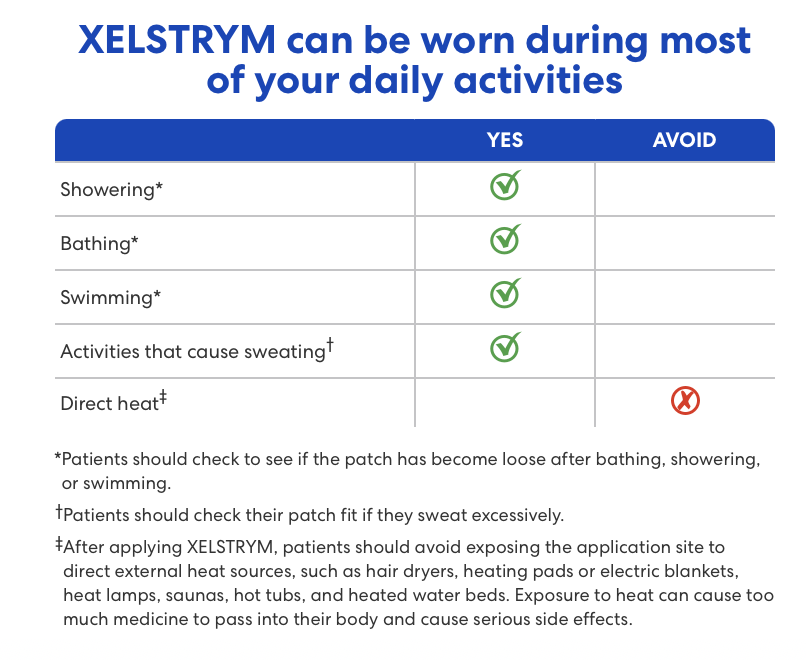 XELSTRYM can be worn during most
of your daily activities
YES AVOID
Showering*
Bathing*
Swimming*
Activities that cause sweating†
Direct heat‡
*Patients should check to see if the patch has become loose after bathing, showering,
or swimming.
†Patients should check their patch fit if they sweat excessively.
‡After applying XELSTRYM, patients should avoid exposing the application site to
direct external heat sources, such as hair dryers, heating pads or electric blankets,
heat lamps, saunas, hot tubs, and heated water beds. Exposure to heat can cause too
much medicine to pass into their body and cause serious side effects.